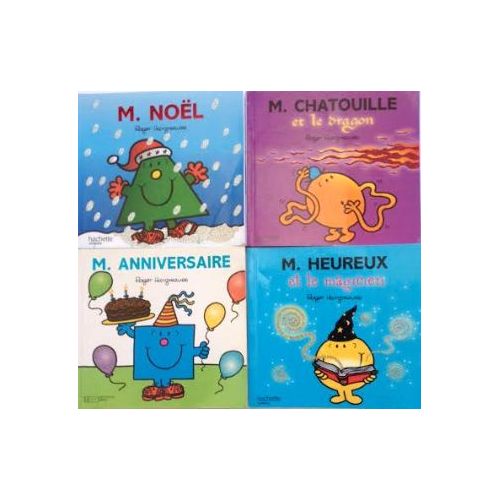 M. NOËL
Roger Hargreaves
hachette
M. CHATOUILLE
et le dragon
Roger Hargreaves
hachette
M. ANNIVERSAIRE
Roger Hargreaves
M. HEUREUX
et le magicien
Roger Hargreaves
hachette